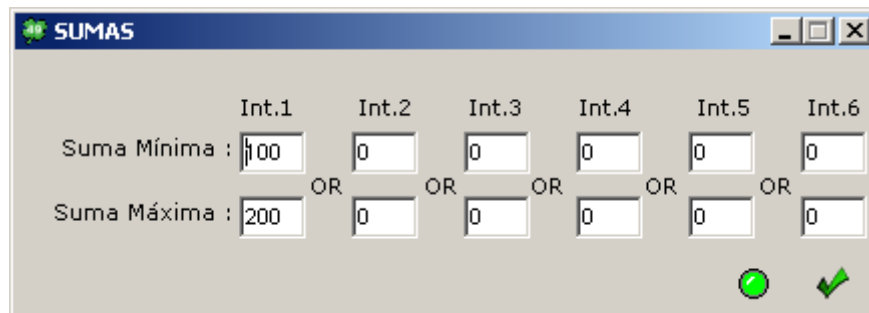 SUMAS
Int.1 Int.2 Int.3 Int.4 Int.5 Int.6
Suma Mínima : 100 0 0 0 0 0
OR OR OR OR OR
Suma Máxima : 200 0 0 0 0 0